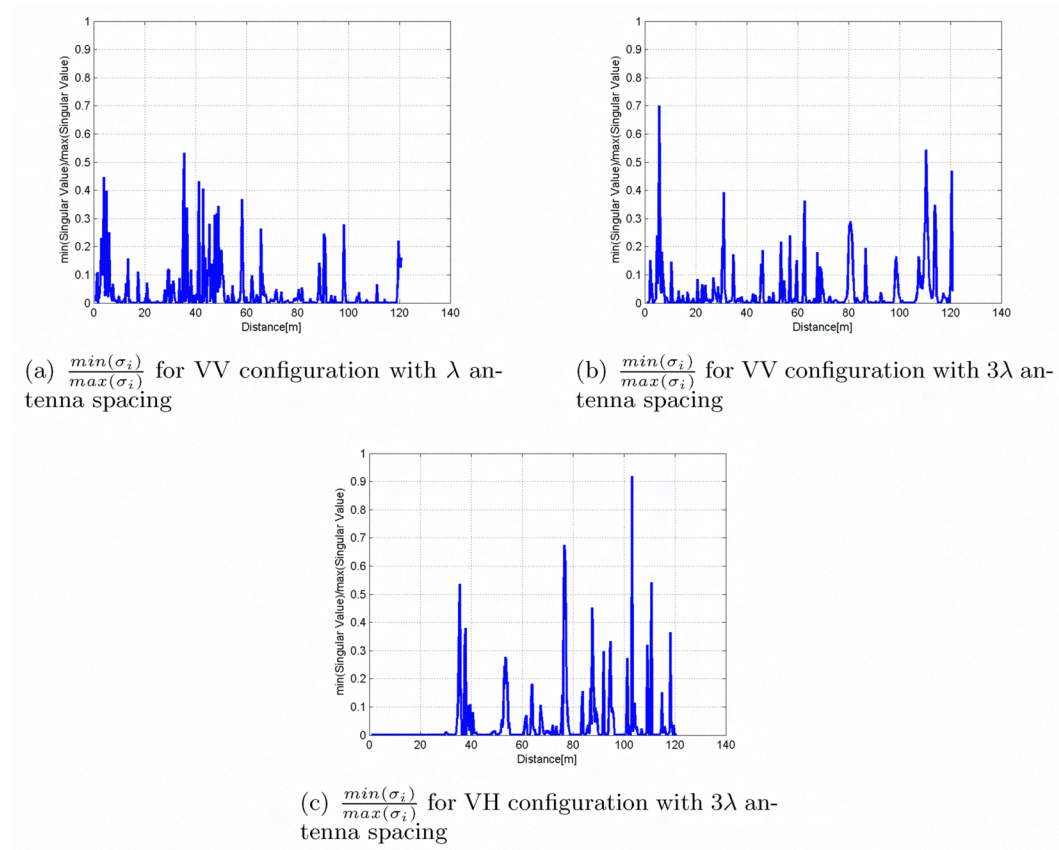 1
0.9
0.8
0.7
0.6
0.5
0.4
0.3
0.2
0.1
0
min(Singular Value)/max(Singular Value)
0 20 40 60 80 100 120 140
Distance[m]
(a) min(σi)/max(σi) for VV configuration with λ an-
tenna spacing
1
0.9
0.8
0.7
0.6
0.5
0.4
0.3
0.2
0.1
0
min(Singular Value)/max(Singular Value)
0 20 40 60 80 100 120 140
Distance[m]
(b) min(σi)/max(σi) for VV configuration with 3λ an-
tenna spacing
1
0.9
0.8
0.7
0.6
0.5
0.4
0.3
0.2
0.1
0
min(Singular Value)/max(Singular Value)
0 20 40 60 80 100 120 140
Distance[m]
(c) min(σi)/max(σi) for VH configuration with 3λ an-
tenna spacing